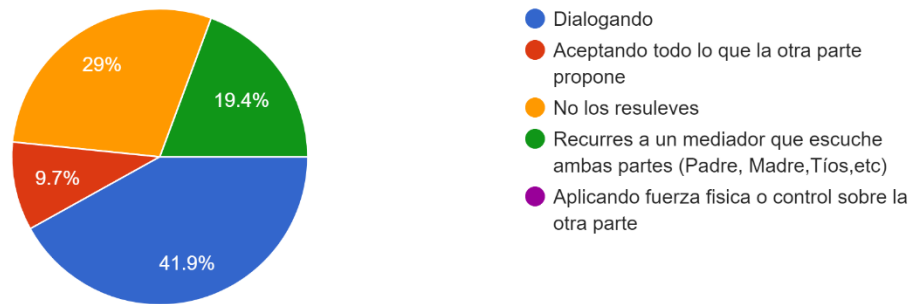 29%
19.4%
9.7%
41.9%
Dialogando
Aceptando todo lo que la otra parte
propone
No los resuleves
Recurres a un mediador que escuche
ambas partes (Padre, Madre,Tíos,etc)
Aplicando fuerza fisica o control sobre la
otra parte